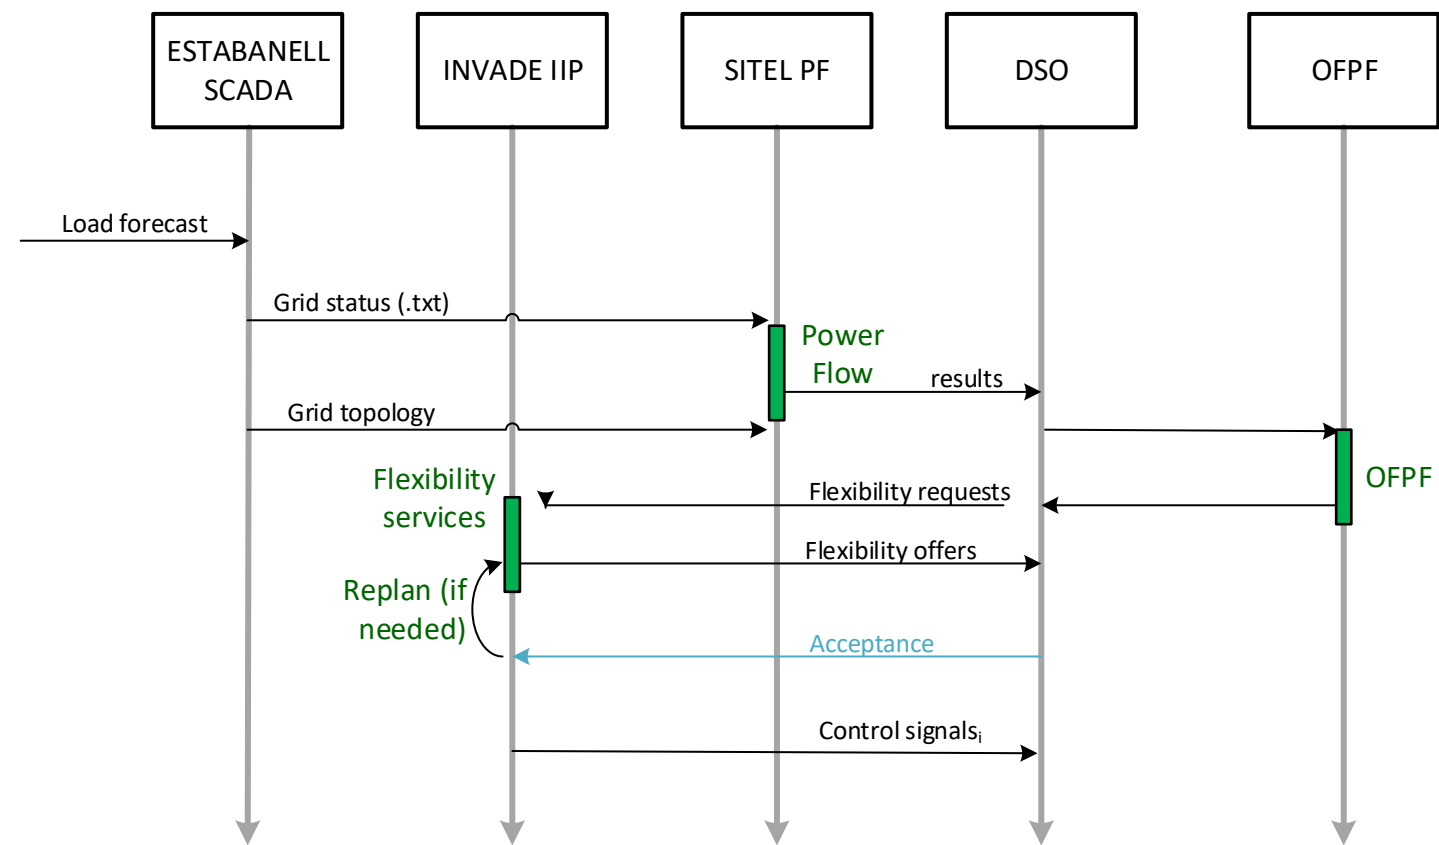 ESTABANELL
SCADA
INVADE IIP
SITEL PF
DSO
OFPF
Load forecast
Grid status (.txt)
Power
Flow
results
Grid topology
Flexibility
services
Flexibility requests
OFPF
Flexibility offers
Replan (if
needed)
Acceptance
Control signalsᵢ